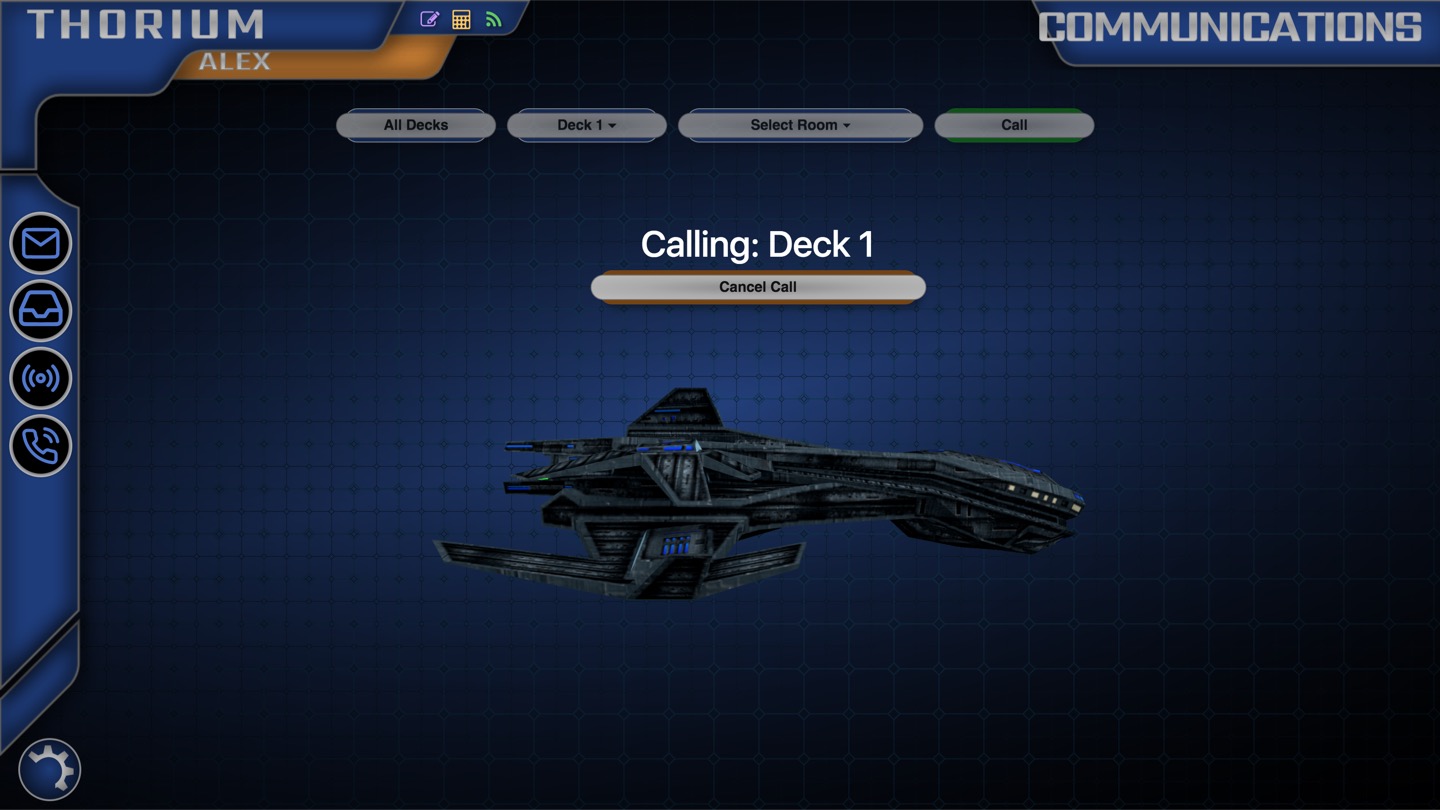 THORIUM
COMMUNICATIONS
ALEX
All Decks
Deck 1
Select Room
Call
Calling: Deck 1
Cancel Call